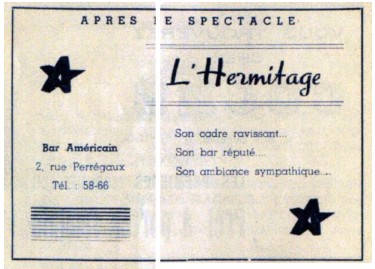 APRES LE SPECTACLE
L'Hermitage
Son cadre ravissant...
Son bar réputé....
Son ambiance sympathique....
Bar Américain
2, rue Perrégaux
Tél. : 58-66